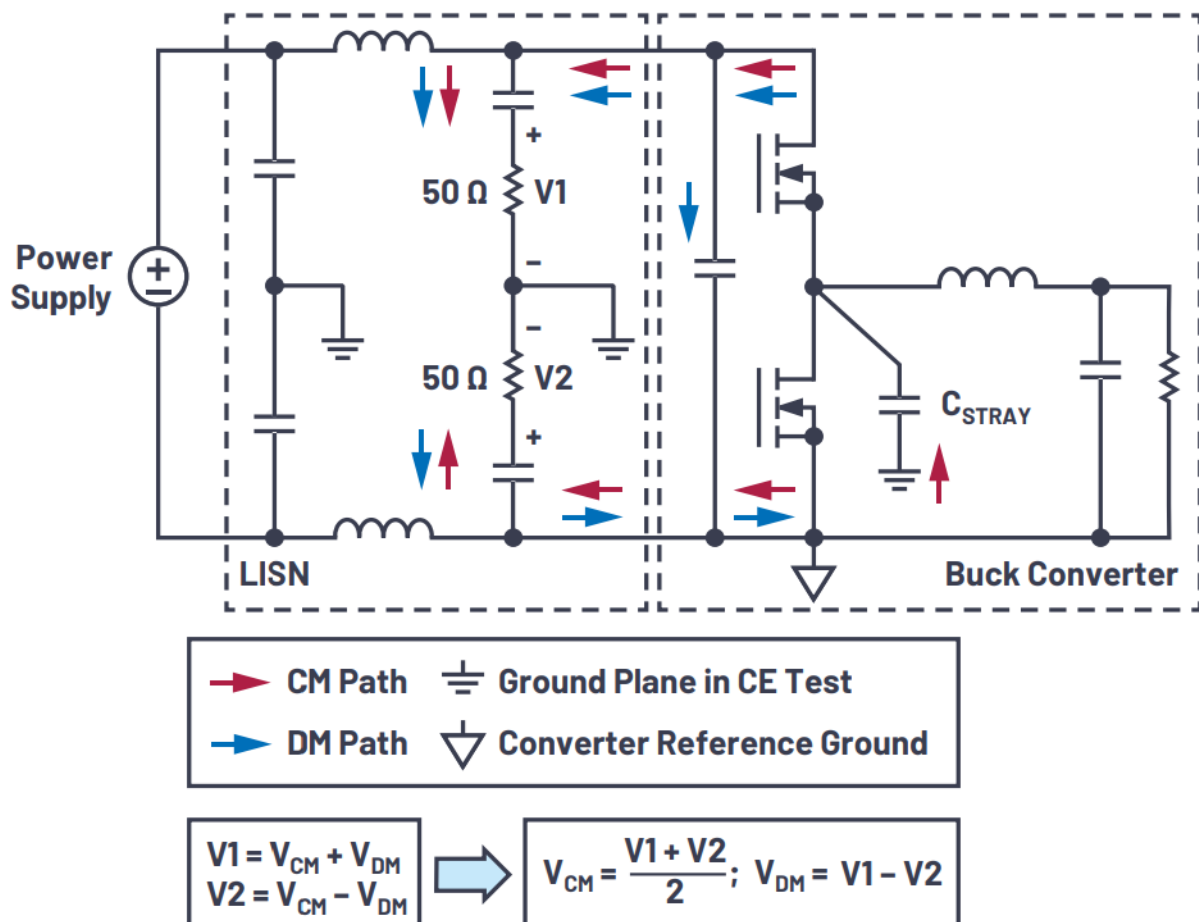 +
50 Ω V1
−
Power
Supply
+
−
−
50 Ω V2
+
C_STRAY
LISN
Buck Converter
CM Path
Ground Plane in CE Test
DM Path
Converter Reference Ground
V1 = V_CM + V_DM
V2 = V_CM − V_DM
V_CM = (V1 + V2)/2; V_DM = V1 − V2